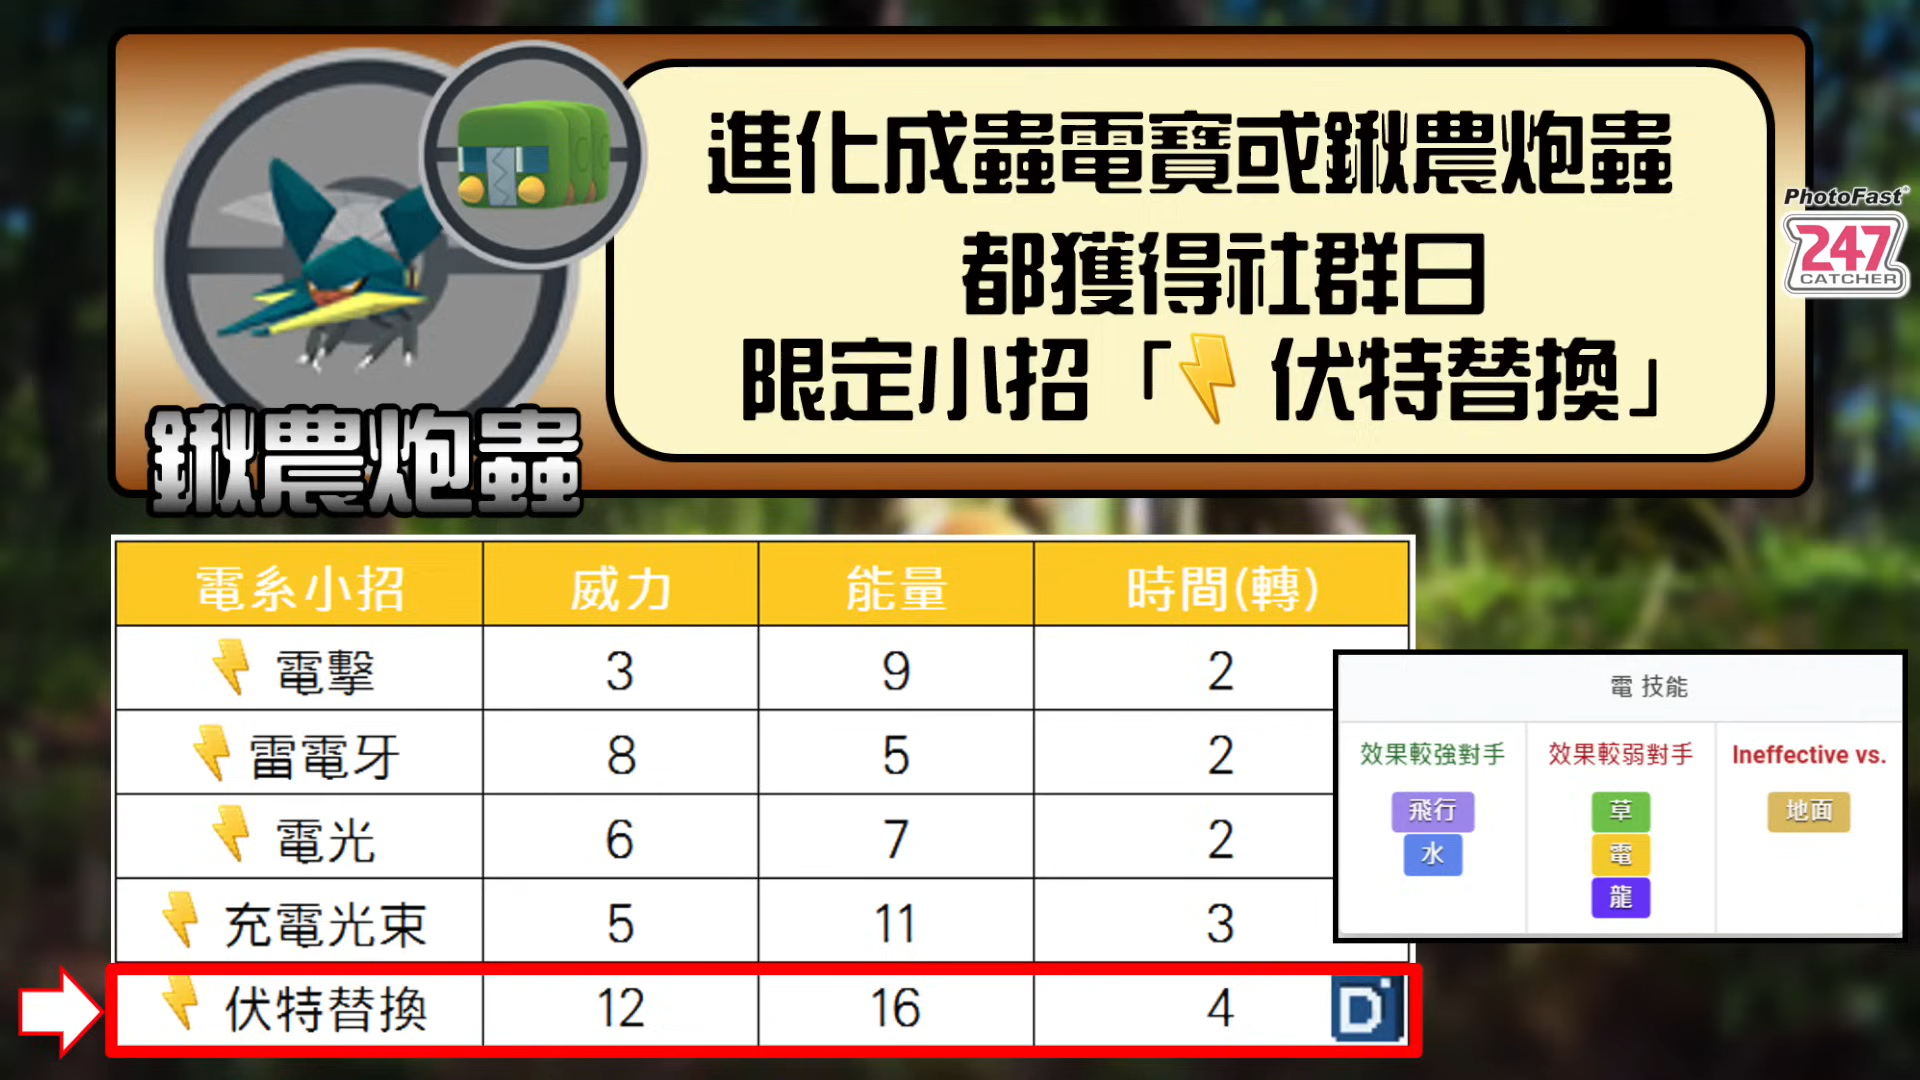 進化成蟲電寶或鍬農炮蟲
都獲得社群日
限定小招「⚡ 伏特替換」
鍬農炮蟲
PhotoFast
247
CATCHER
電系小招 威力 能量 時間(轉)
⚡ 電擊 3 9 2
⚡ 雷電牙 8 5 2
⚡ 電光 6 7 2
⚡ 充電光束 5 11 3
⚡ 伏特替換 12 16 4
D
電 技能
效果較強對手 效果較弱對手 Ineffective vs.
飛行 草 地面
水 電
龍